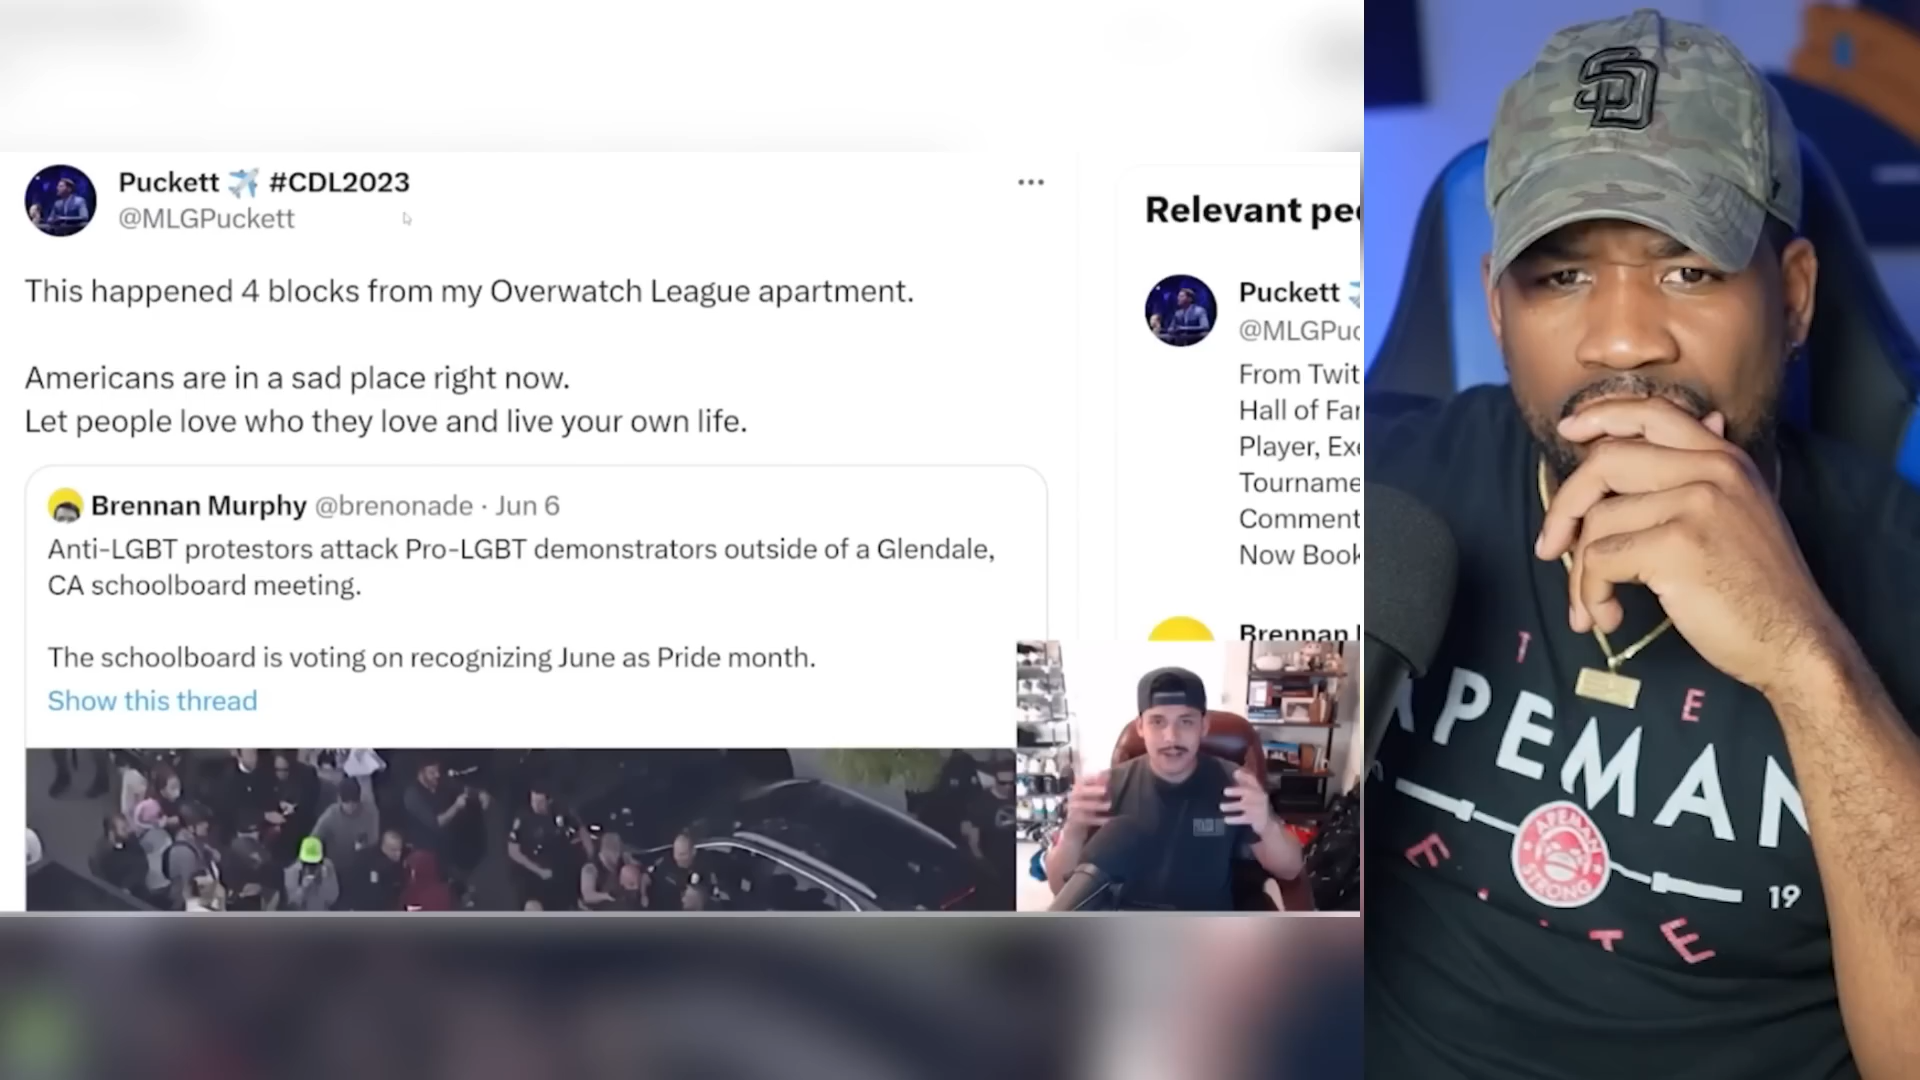 Puckett ✈️ #CDL2023
@MLGPuckett
This happened 4 blocks from my Overwatch League apartment.
Americans are in a sad place right now.
Let people love who they love and live your own life.
Brennan Murphy @brenonade · Jun 6
Anti-LGBT protestors attack Pro-LGBT demonstrators outside of a Glendale,
CA schoolboard meeting.
The schoolboard is voting on recognizing June as Pride month.
Show this thread
Relevant peo
Puckett
@MLGPuc
From Twit
Hall of Fa
Player, Exe
Tourname
Comment
Now Book
Brennan
SD
T E
APEMAN
APEMAN
STRONG
19